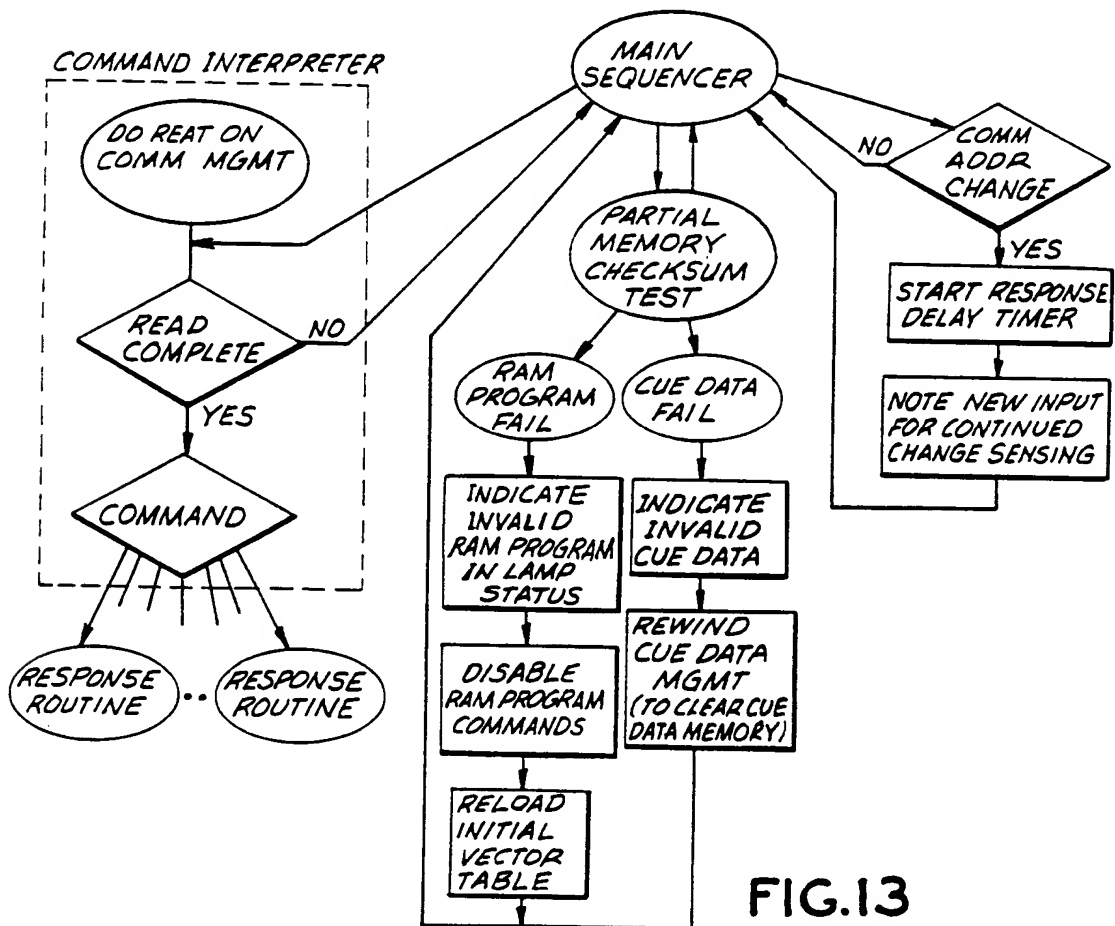 COMMAND INTERPRETER
DO REAT ON
COMM MGMT
READ
COMPLETE
NO
YES
COMMAND
RESPONSE
ROUTINE
..
RESPONSE
ROUTINE
MAIN
SEQUENCER
PARTIAL
MEMORY
CHECKSUM
TEST
RAM
PROGRAM
FAIL
INDICATE
INVALID
RAM PROGRAM
IN LAMP
STATUS
DISABLE
RAM PROGRAM
COMMANDS
RELOAD
INITIAL
VECTOR
TABLE
CUE DATA
FAIL
INDICATE
INVALID
CUE DATA
REWIND
CUE DATA
MGMT
(TO CLEAR CUE
DATA MEMORY)
COMM
ADDR
CHANGE
NO
YES
START RESPONSE
DELAY TIMER
NOTE NEW INPUT
FOR CONTINUED
CHANGE SENSING
FIG.13